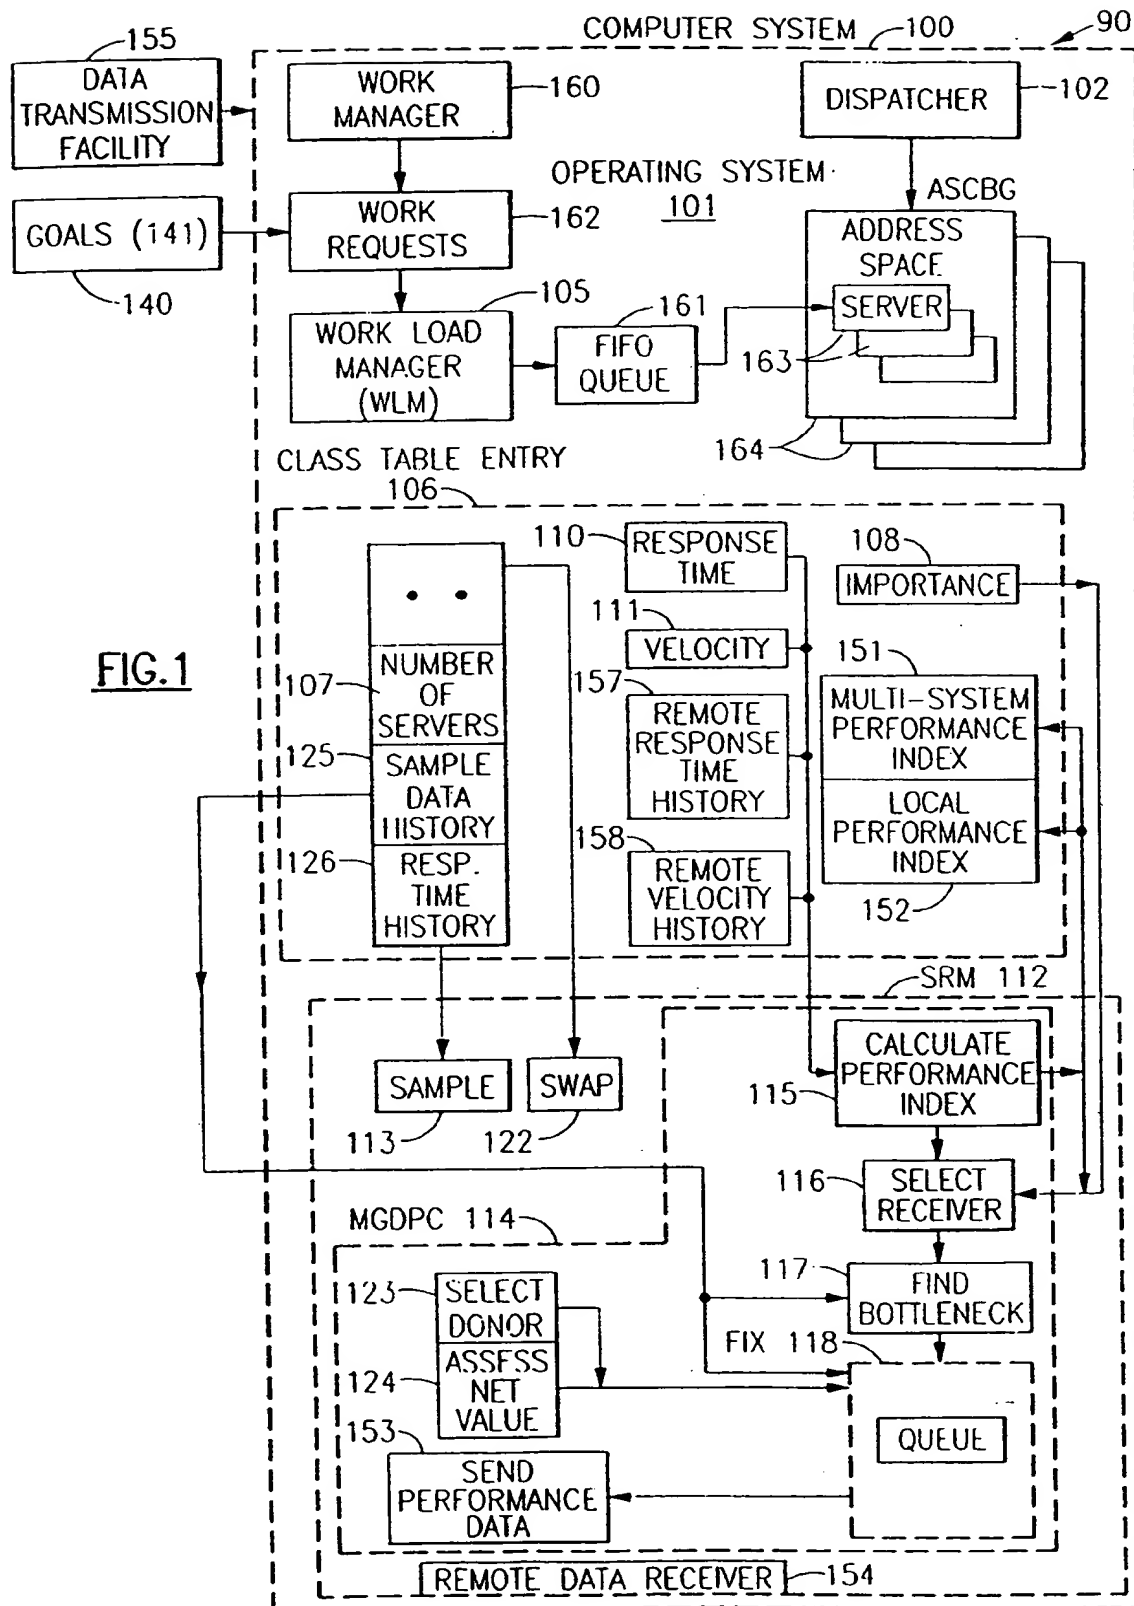 COMPUTER SYSTEM
100
90
155
DATA
TRANSMISSION
FACILITY
WORK
MANAGER
160
DISPATCHER
102
OPERATING SYSTEM
101
ASCBG
GOALS (141)
140
WORK
REQUESTS
162
ADDRESS
SPACE
SERVER
163
164
105
WORK LOAD
MANAGER
(WLM)
161
FIFO
QUEUE
CLASS TABLE ENTRY
106
FIG.1
107
NUMBER
OF
SERVERS
125
SAMPLE
DATA
HISTORY
126
RESP.
TIME
HISTORY
110
RESPONSE
TIME
111
VELOCITY
157
REMOTE
RESPONSE
TIME
HISTORY
158
REMOTE
VELOCITY
HISTORY
108
IMPORTANCE
151
MULTI-SYSTEM
PERFORMANCE
INDEX
LOCAL
PERFORMANCE
INDEX
152
SRM 112
SAMPLE
113
SWAP
122
CALCULATE
PERFORMANCE
INDEX
115
116
SELECT
RECEIVER
MGDPC 114
117
FIND
BOTTLENECK
123
SELECT
DONOR
124
ASSFSS
NET
VALUE
FIX 118
QUEUE
153
SEND
PERFORMANCE
DATA
REMOTE DATA RECEIVER
154